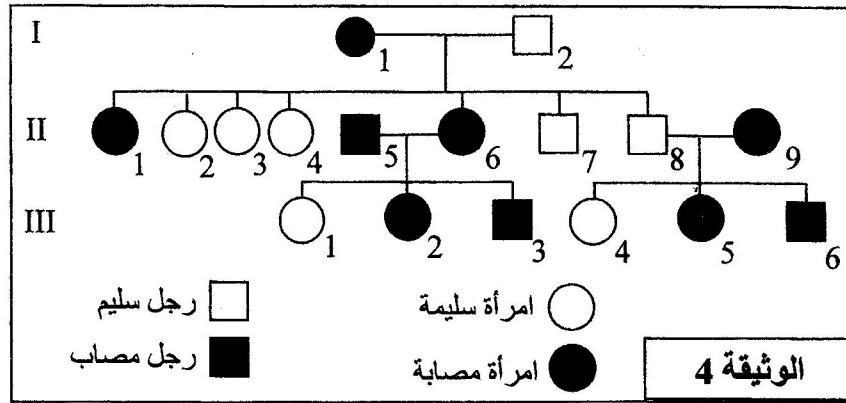 I
1 2
II
1 2 3 4 5 6 7 8 9
III
1 2 3 4 5 6
امرأة سليمة رجل سليم
امرأة مصابة رجل مصاب
الوثيقة 4